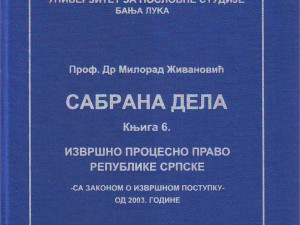 УНИВЕРЗИТЕТ ЗА ПОСЛОВНЕ СТУДИЈЕ
БАЊА ЛУКА
Проф. Др Милорад Живановић
САБРАНА ДЕЛА
Књига 6.
ИЗВРШНО ПРОЦЕСНО ПРАВО
РЕПУБЛИКЕ СРПСКЕ
-СА ЗАКОНОМ О ИЗВРШНОМ ПОСТУПКУ-
ОД 2003. ГОДИНЕ